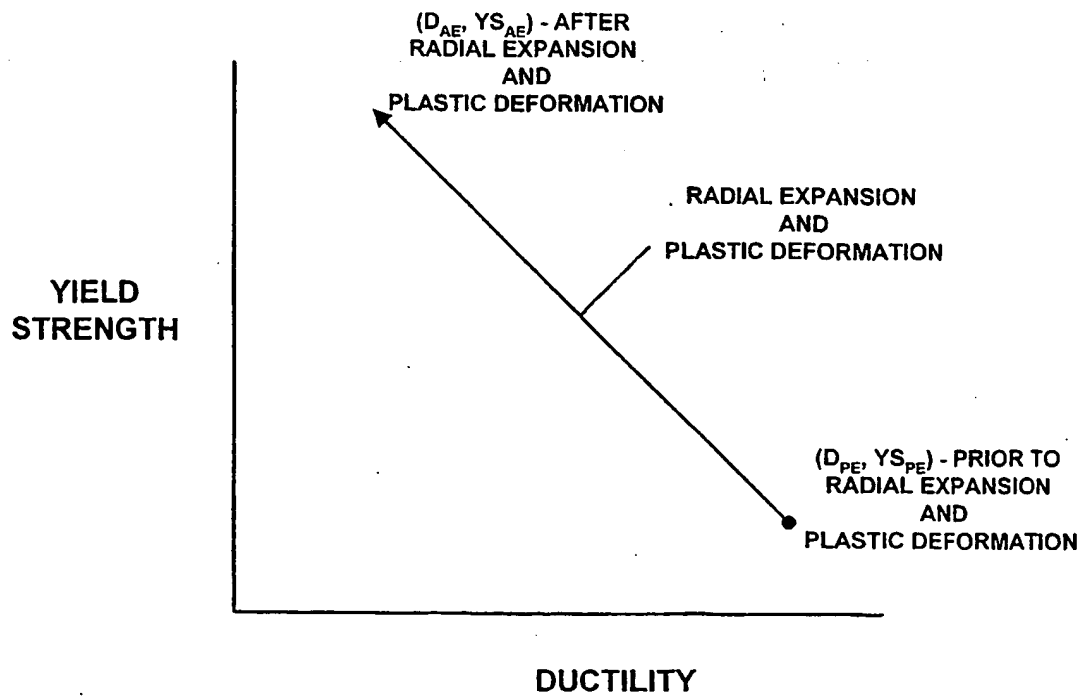 (D_AE, YS_AE) - AFTER
RADIAL EXPANSION
AND
PLASTIC DEFORMATION
RADIAL EXPANSION
AND
PLASTIC DEFORMATION
YIELD
STRENGTH
(D_PE, YS_PE) - PRIOR TO
RADIAL EXPANSION
AND
PLASTIC DEFORMATION
DUCTILITY